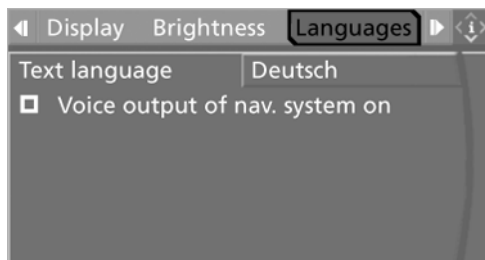 Display Brightness Languages i
Text language Deutsch
Voice output of nav. system on